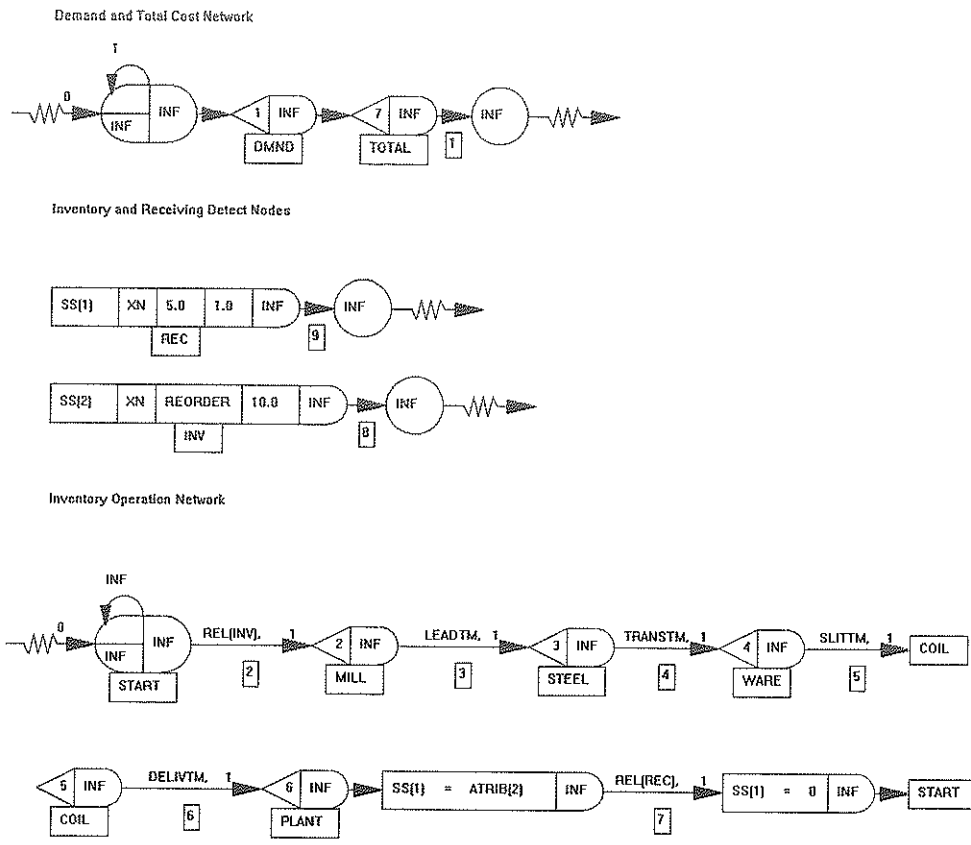 Demand and Total Cost Network
1
0 INF INF 1 INF 7 INF INF
DMND TOTAL 1
Inventory and Receiving Detect Nodes
SS(1) XN 5.0 1.0 INF INF
REC 9
SS(2) XN REORDER 10.0 INF INF
INV 8
Inventory Operation Network
INF
0 INF INF REL(INV), 1 2 INF LEADTM, 1 3 INF TRANSTM, 1 4 INF SLITTM, 1 COIL
START 2 MILL 3 STEEL 4 WARE 5
5 INF DELIVTM, 1 6 INF SS(1) = ATRIB(2) INF REL(REC), 1 SS(1) = 0 INF START
COIL 6 PLANT 7